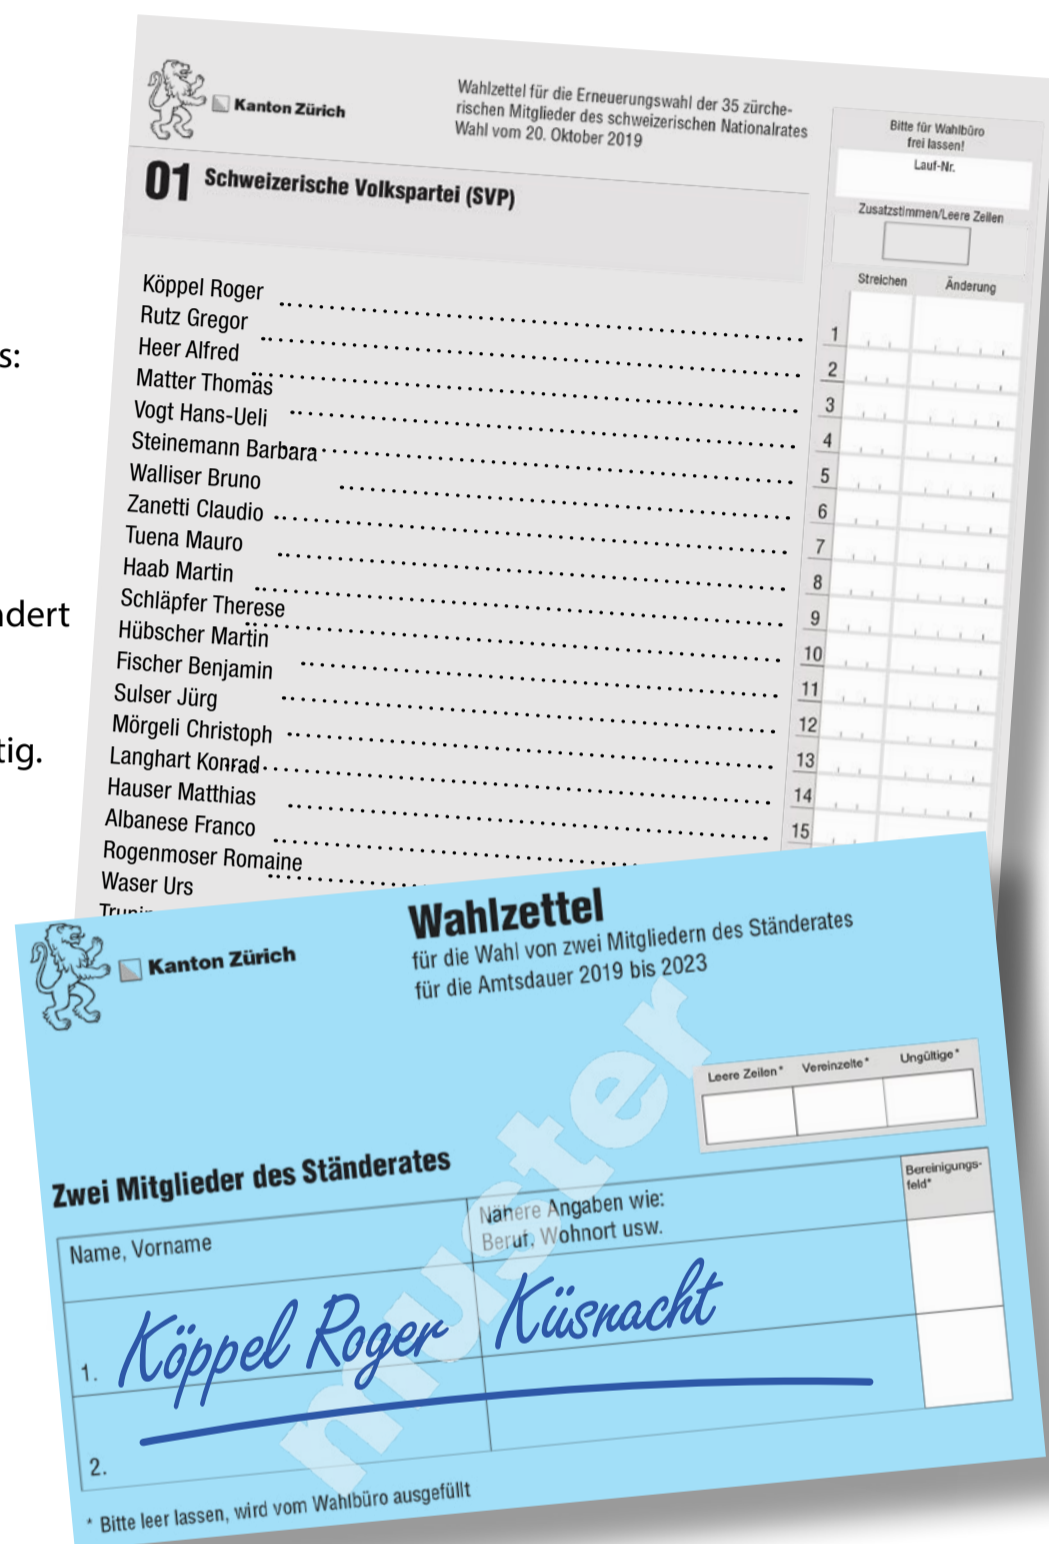 s:
dert
tig.
Kanton Zürich
Wahlzettel für die Erneuerungswahl der 35 zürche-
rischen Mitglieder des schweizerischen Nationalrates
Wahl vom 20. Oktober 2019
Bitte für Wahlbüro
frei lassen!
Lauf-Nr.
Zusatzstimmen/Leere Zeilen
01 Schweizerische Volkspartei (SVP)
Streichen Änderung
Köppel Roger 1
Rutz Gregor 2
Heer Alfred 3
Matter Thomas 4
Vogt Hans-Ueli 5
Steinemann Barbara 6
Walliser Bruno 7
Zanetti Claudio 8
Tuena Mauro 9
Haab Martin 10
Schläpfer Therese 11
Hübscher Martin 12
Fischer Benjamin 13
Sulser Jürg 14
Mörgeli Christoph 15
Langhart Konrad
Hauser Matthias
Albanese Franco
Rogenmoser Romaine
Waser Urs
Kanton Zürich
Wahlzettel
für die Wahl von zwei Mitgliedern des Ständerates
für die Amtsdauer 2019 bis 2023
Leere Zeilen* Vereinzelte* Ungültige*
Zwei Mitglieder des Ständerates
Name, Vorname
Nähere Angaben wie:
Beruf, Wohnort usw.
Bereinigungs-
feld*
1. Köppel Roger Küsnacht
2.
* Bitte leer lassen, wird vom Wahlbüro ausgefüllt
muster